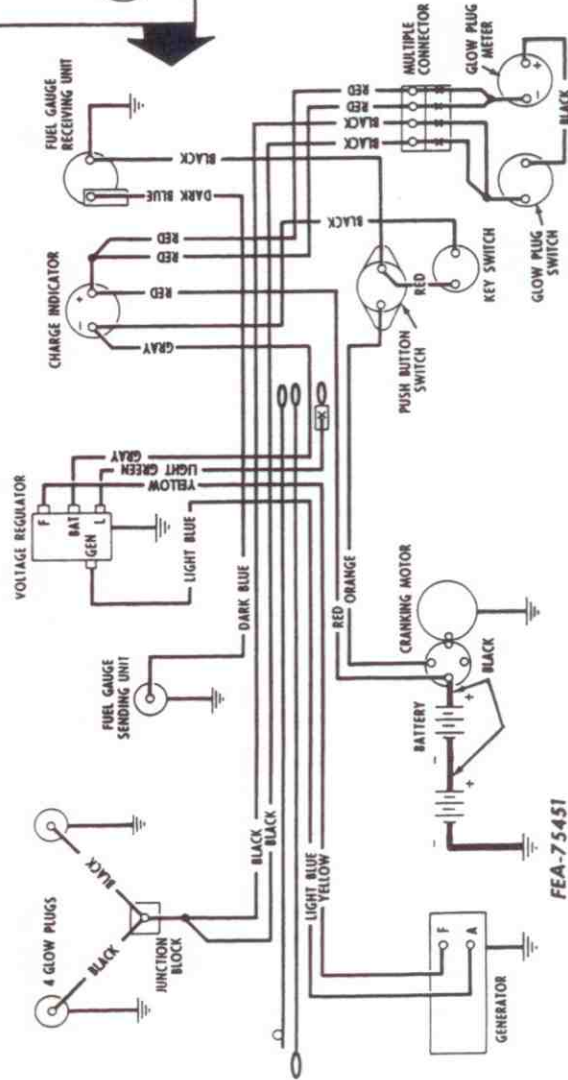 4 GLOW PLUGS
BLACK
BLACK
JUNCTION
BLOCK
BLACK
BLACK
FUEL GAUGE
SENDING UNIT
DARK BLUE
VOLTAGE REGULATOR
F
BAT
L
GEN
GRAY
LIGHT GREEN
YELLOW
LIGHT BLUE
CHARGE INDICATOR
+
−
RED
RED
RED
GRAY
FUEL GAUGE
RECEIVING UNIT
BLACK
DARK BLUE
MULTIPLE
CONNECTOR
RED
RED
BLACK
BLACK
GLOW PLUG
METER
+
−
BLACK
GLOW PLUG
SWITCH
KEY SWITCH
BLACK
RED
PUSH BUTTON
SWITCH
RED
ORANGE
CRANKING MOTOR
BLACK
BATTERY
−
+
−
+
LIGHT BLUE
YELLOW
GENERATOR
F
A
FEA-75451